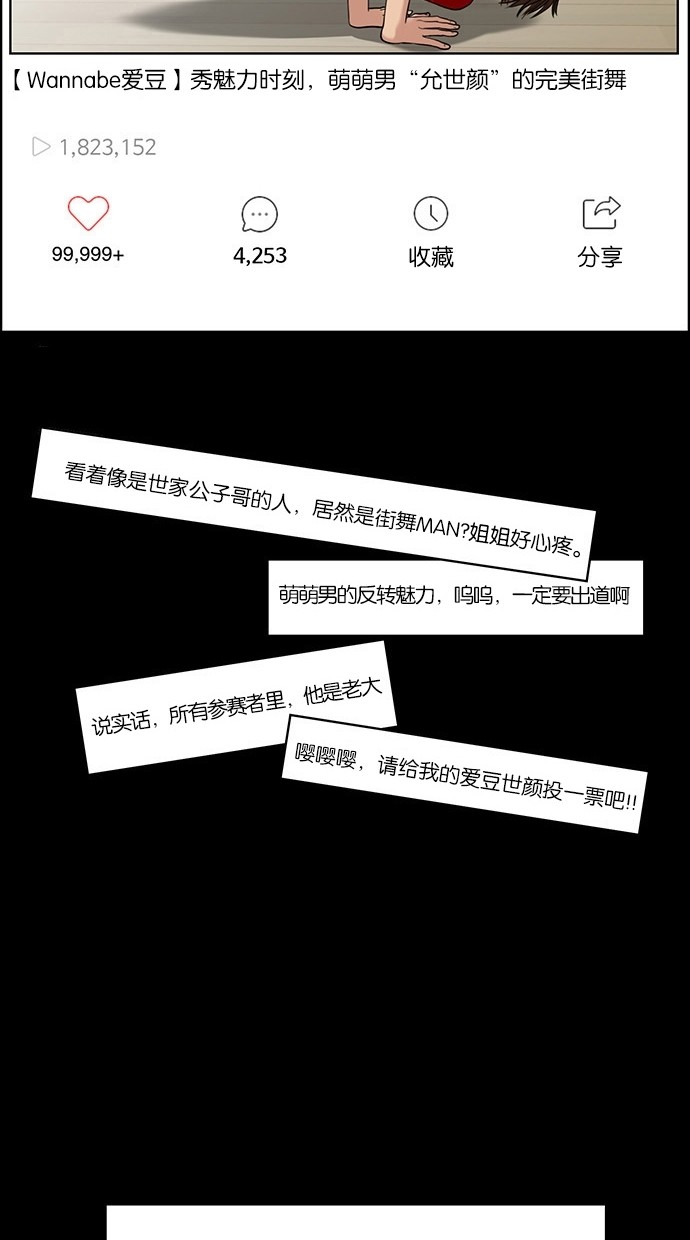 【Wannabe爱豆】秀魅力时刻，萌萌男“允世颜”的完美街舞
1,823,152
99,999+
4,253
收藏
分享
看着像是世家公子哥的人，居然是街舞MAN?姐姐好心疼。
萌萌男的反转魅力，呜呜，一定要出道啊
说实话，所有参赛者里，他是老大
嘤嘤嘤，请给我的爱豆世颜投一票吧!!